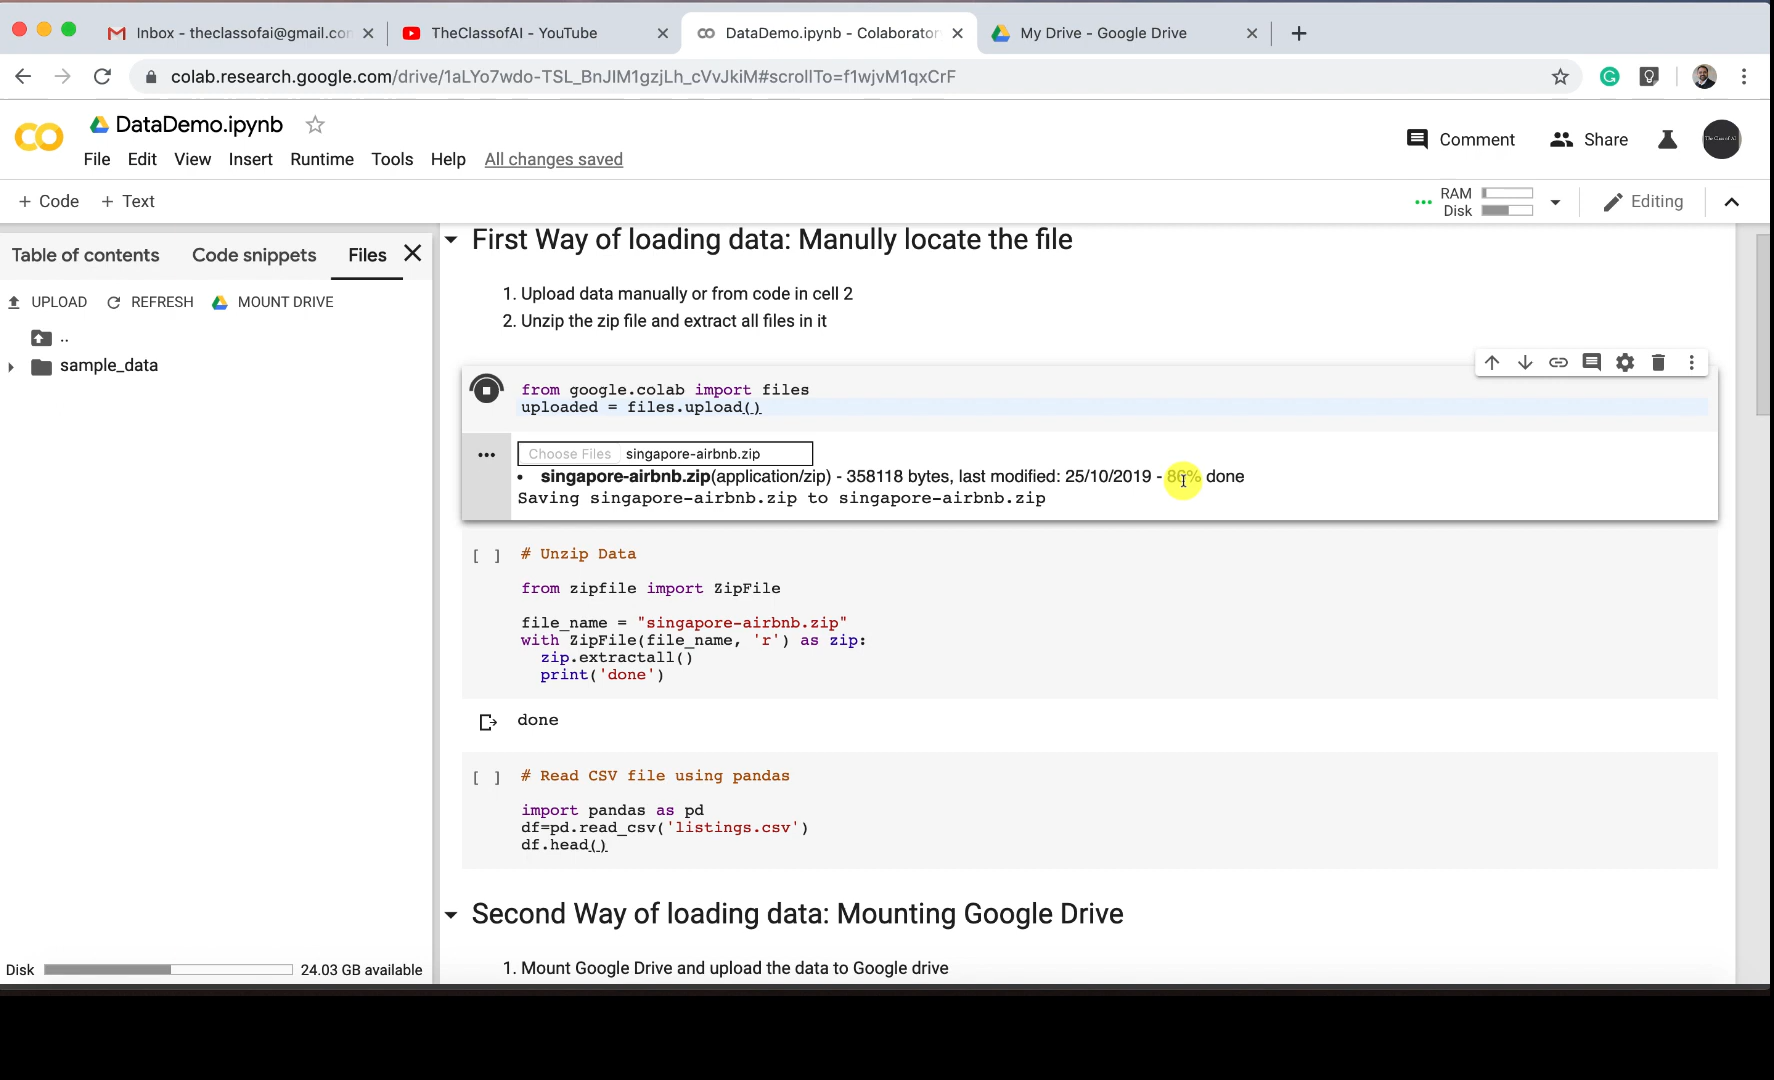 Inbox - theclassofai@gmail.co
TheClassofAI - YouTube
DataDemo.ipynb - Colaborator
My Drive - Google Drive
colab.research.google.com/drive/1aLYo7wdo-TSL_BnJIM1gzjLh_cVvJkiM#scrollTo=f1wjvM1qxCrF
DataDemo.ipynb
File Edit View Insert Runtime Tools Help All changes saved
Comment
Share
+ Code + Text
RAM
Disk
Editing
Table of contents Code snippets Files
UPLOAD REFRESH MOUNT DRIVE
..
sample_data
Disk 24.03 GB available
First Way of loading data: Manully locate the file
1. Upload data manually or from code in cell 2
2. Unzip the zip file and extract all files in it
from google.colab import files
uploaded = files.upload()
Choose Files singapore-airbnb.zip
• singapore-airbnb.zip(application/zip) - 358118 bytes, last modified: 25/10/2019 - done
Saving singapore-airbnb.zip to singapore-airbnb.zip
[ ] # Unzip Data
from zipfile import ZipFile
file_name = "singapore-airbnb.zip"
with ZipFile(file_name, 'r') as zip:
zip.extractall()
print('done')
done
[ ] # Read CSV file using pandas
import pandas as pd
df=pd.read_csv('listings.csv')
df.head()
Second Way of loading data: Mounting Google Drive
1. Mount Google Drive and upload the data to Google drive